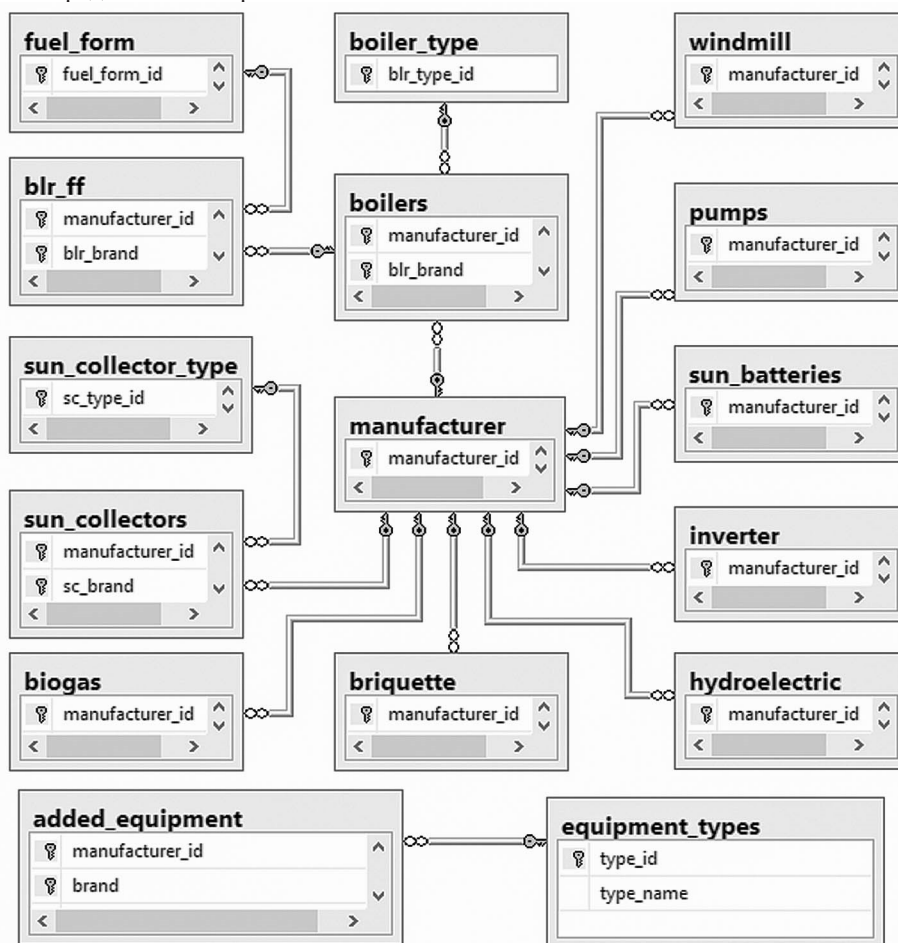 fuel_form
fuel_form_id
boiler_type
blr_type_id
windmill
manufacturer_id
blr_ff
manufacturer_id
blr_brand
boilers
manufacturer_id
blr_brand
pumps
manufacturer_id
sun_collector_type
sc_type_id
manufacturer
manufacturer_id
sun_batteries
manufacturer_id
sun_collectors
manufacturer_id
sc_brand
inverter
manufacturer_id
biogas
manufacturer_id
briquette
manufacturer_id
hydroelectric
manufacturer_id
added_equipment
manufacturer_id
brand
equipment_types
type_id
type_name